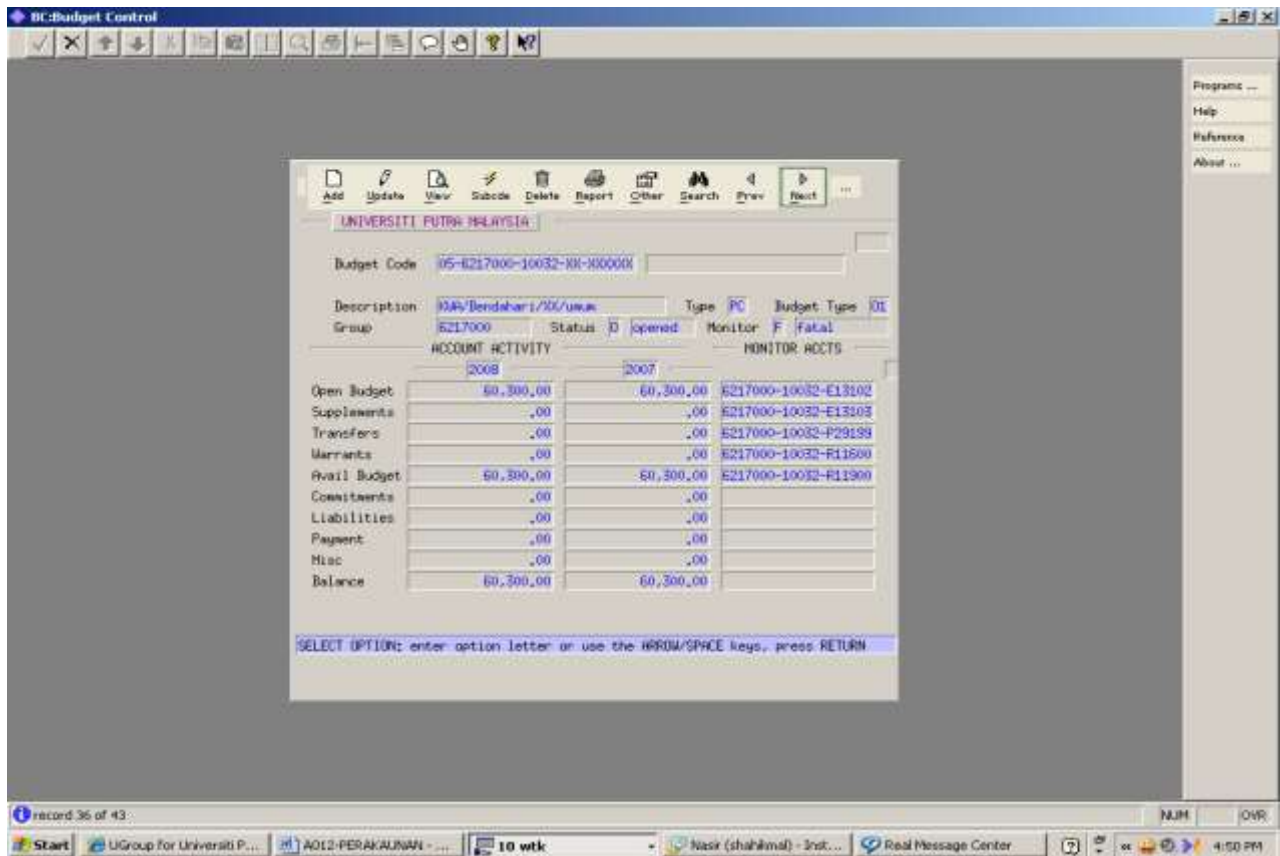 BC:Budget Control
Programs ...
Help
Reference
About ...
Add Update View Subcde Delete Report Other Search Prev Next ...
UNIVERSITI PUTRA MALAYSIA
Budget Code 05-6217000-10032-XX-XXXXXX
Description KWA/Bendahari/XX/umum Type PC Budget Type 01
Group 6217000 Status O opened Monitor F fatal
ACCOUNT ACTIVITY MONITOR ACCTS
2008 2007
Open Budget 60,300.00 60,300.00 6217000-10032-E13102
Supplements .00 .00 6217000-10032-E13103
Transfers .00 .00 6217000-10032-P29199
Warrants .00 .00 6217000-10032-R11600
Avail Budget 60,300.00 60,300.00 6217000-10032-R11900
Commitments .00 .00
Liabilities .00 .00
Payment .00 .00
Misc .00 .00
Balance 60,300.00 60,300.00
SELECT OPTION: enter option letter or use the ARROW/SPACE keys, press RETURN
record 36 of 43 NUM OVR
Start UGroup for Universiti P... A012-PERAKAUNAN - ... 10 wtk Nasir (shahilmal) - Inst... Real Message Center 4:50 PM